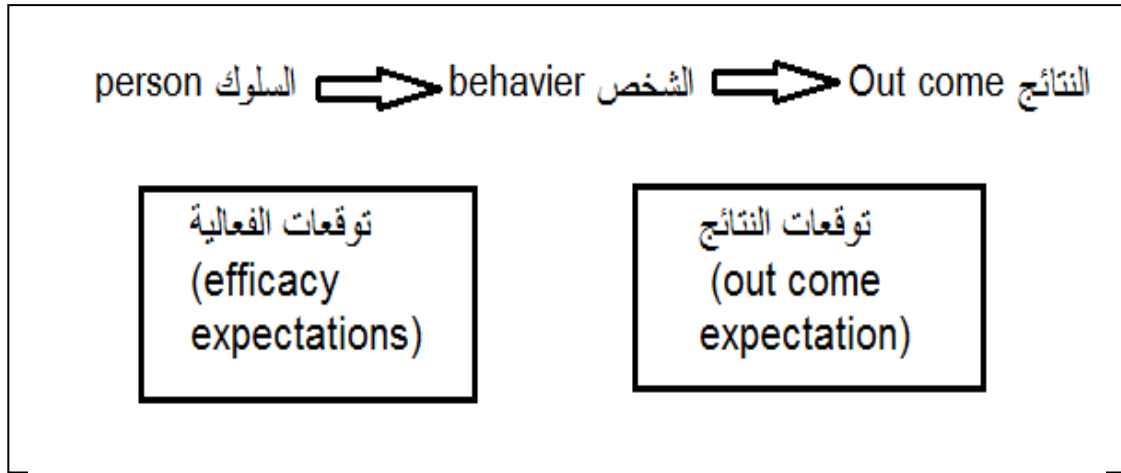 person السلوك behavier الشخص Out come النتائج
توقعات الفعالية
(efficacy
expectations)
توقعات النتائج
(out come
expectation)